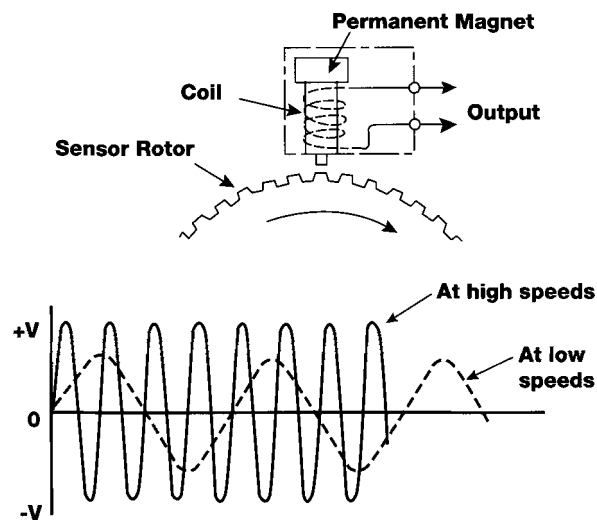 Permanent Magnet
Coil
Output
Sensor Rotor
At high speeds
+V
At low
speeds
0
-V